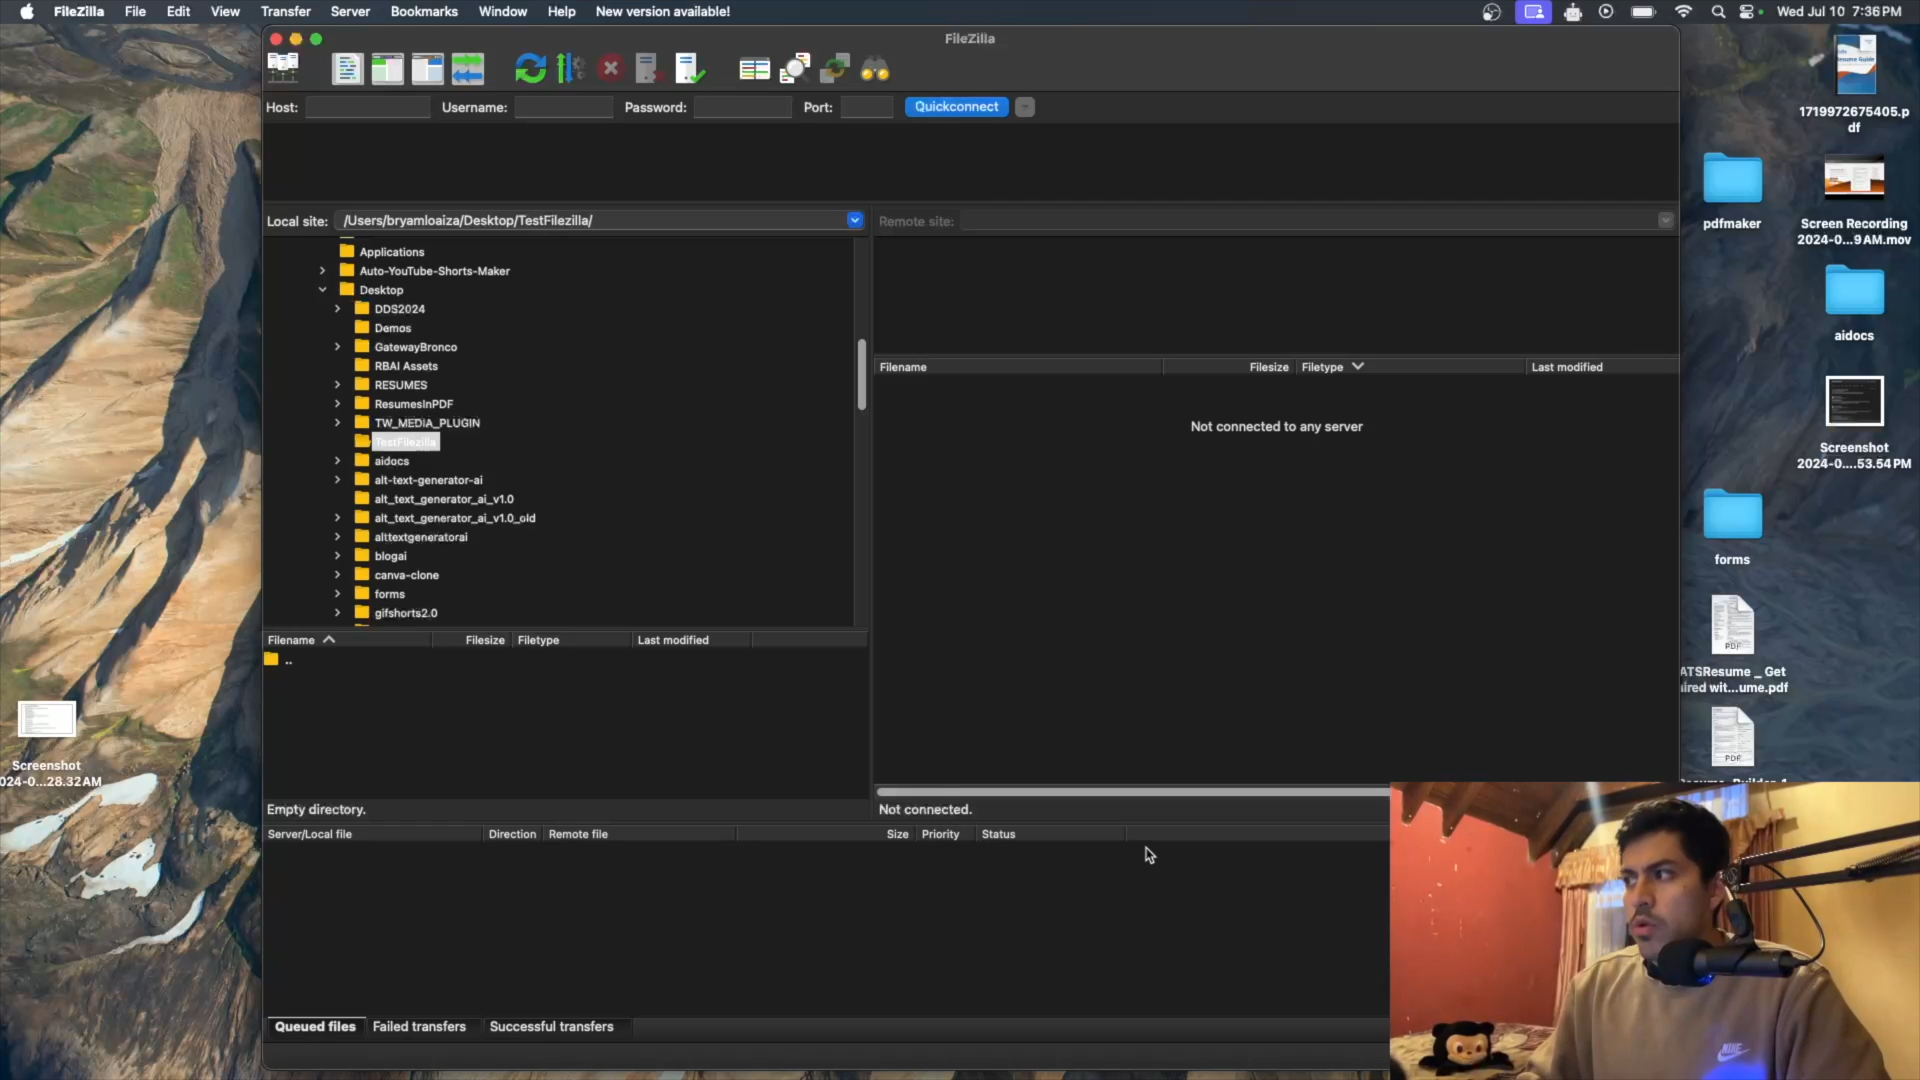 FileZilla File Edit View Transfer Server Bookmarks Window Help New version available! Wed Jul 10 7:36 PM
FileZilla
Host: Username: Password: Port: Quickconnect
Local site: /Users/bryamloaiza/Desktop/TestFilezilla/
Remote site:
Applications
Auto-YouTube-Shorts-Maker
Desktop
DDS2024
Demos
GatewayBronco
RBAI Assets
RESUMES
ResumesInPDF
TW_MEDIA_PLUGIN
TestFilezilla
aidocs
alt-text-generator-ai
alt_text_generator_ai_v1.0
alt_text_generator_ai_v1.0_old
alttextgeneratorai
blogai
canva-clone
forms
gifshorts2.0
Filename Filesize Filetype Last modified
..
Empty directory.
Filename Filesize Filetype Last modified
Not connected to any server
Not connected.
Server/Local file Direction Remote file Size Priority Status
Queued files Failed transfers Successful transfers
Resume Guide
1719972675405.p
df
pdfmaker
Screen Recording
2024-0...9 AM.mov
aidocs
Screenshot
2024-0....53.54 PM
forms
PDF
ATSResume _ Get
ired wit...ume.pdf
PDF
Screenshot
024-0...28.32 AM
NIKE